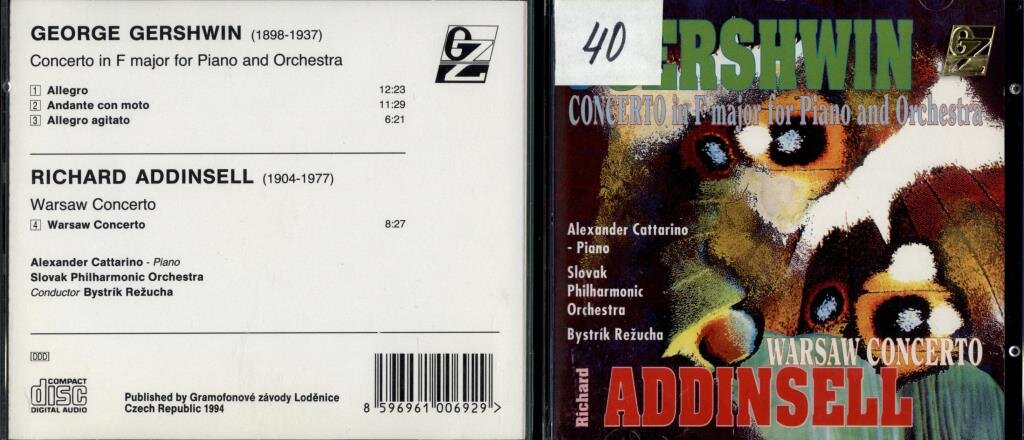 GEORGE GERSHWIN (1898-1937)
Concerto in F major for Piano and Orchestra
1 Allegro 12:23
2 Andante con moto 11:29
3 Allegro agitato 6:21
RICHARD ADDINSELL (1904-1977)
Warsaw Concerto
4 Warsaw Concerto 8:27
Alexander Cattarino - Piano
Slovak Philharmonic Orchestra
Conductor Bystrík Režucha
DDD
COMPACT
disc
DIGITAL AUDIO
Published by Gramofonové závody Loděnice
Czech Republic 1994
8 596961 006929 >
GZ
40
GERSHWIN
GZ
CONCERTO in F major for Piano and Orchestra
Alexander Cattarino
- Piano
Slovak
Philharmonic
Orchestra
Bystrík Režucha
WARSAW CONCERTO
Richard
ADDINSELL